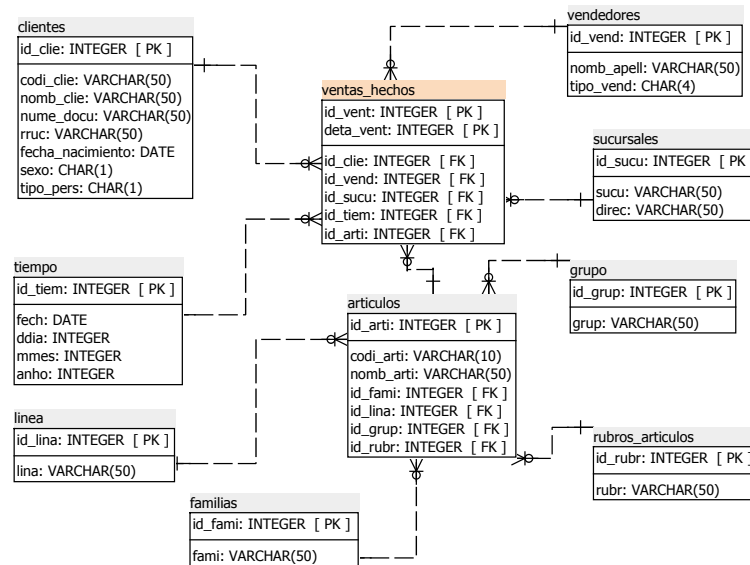 clientes
id_clie: INTEGER [ PK ]
codi_clie: VARCHAR(50)
nomb_clie: VARCHAR(50)
nume_docu: VARCHAR(50)
rruc: VARCHAR(50)
fecha_nacimiento: DATE
sexo: CHAR(1)
tipo_pers: CHAR(1)
vendedores
id_vend: INTEGER [ PK ]
nomb_apell: VARCHAR(50)
tipo_vend: CHAR(4)
ventas_hechos
id_vent: INTEGER [ PK ]
deta_vent: INTEGER [ PK ]
id_clie: INTEGER [ FK ]
id_vend: INTEGER [ FK ]
id_sucu: INTEGER [ FK ]
id_tiem: INTEGER [ FK ]
id_arti: INTEGER [ FK ]
sucursales
id_sucu: INTEGER [ PK ]
sucu: VARCHAR(50)
direc: VARCHAR(50)
tiempo
id_tiem: INTEGER [ PK ]
fech: DATE
ddia: INTEGER
mmes: INTEGER
anho: INTEGER
grupo
id_grup: INTEGER [ PK ]
grup: VARCHAR(50)
articulos
id_arti: INTEGER [ PK ]
codi_arti: VARCHAR(10)
nomb_arti: VARCHAR(50)
id_fami: INTEGER [ FK ]
id_lina: INTEGER [ FK ]
id_grup: INTEGER [ FK ]
id_rubr: INTEGER [ FK ]
linea
id_lina: INTEGER [ PK ]
lina: VARCHAR(50)
rubros_articulos
id_rubr: INTEGER [ PK ]
rubr: VARCHAR(50)
familias
id_fami: INTEGER [ PK ]
fami: VARCHAR(50)